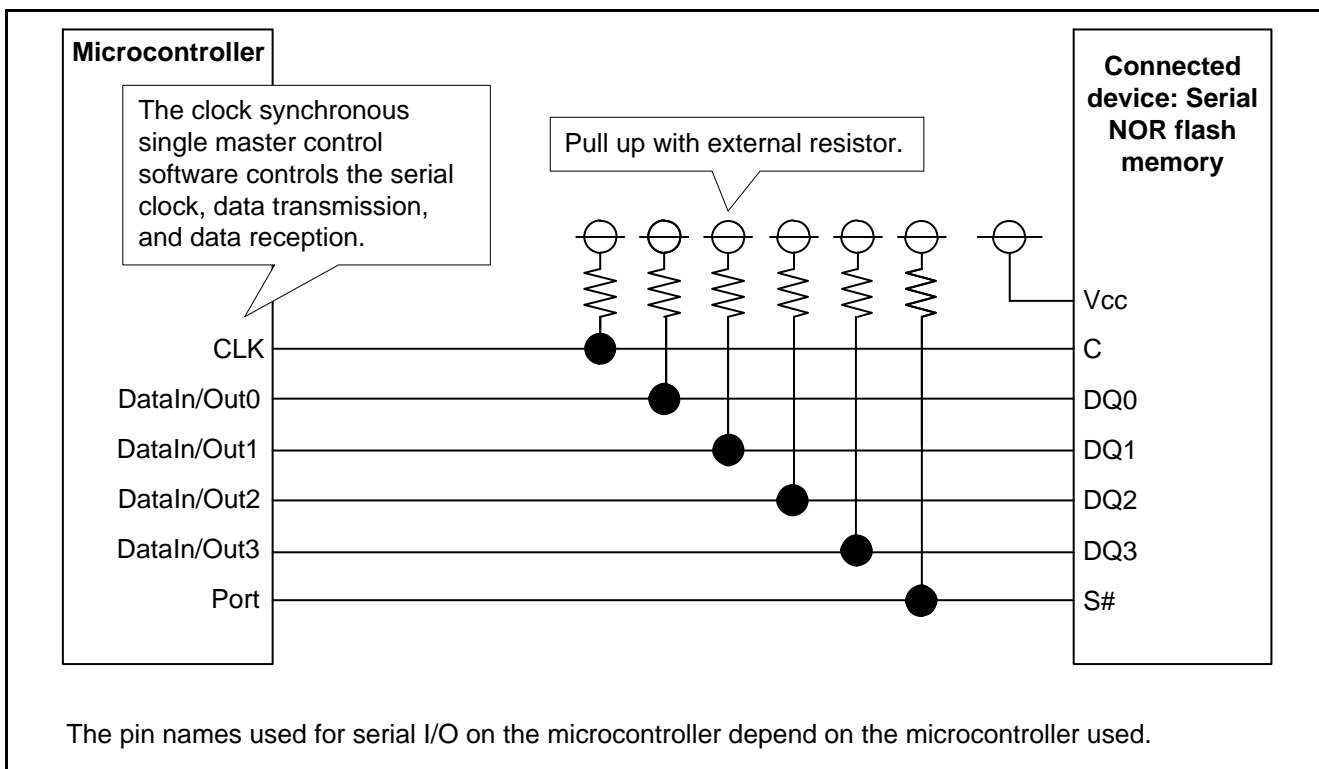 Microcontroller
The clock synchronous
single master control
software controls the serial
clock, data transmission,
and data reception.
Pull up with external resistor.
Connected
device: Serial
NOR flash
memory
Vcc
CLK
C
DataIn/Out0
DQ0
DataIn/Out1
DQ1
DataIn/Out2
DQ2
DataIn/Out3
DQ3
Port
S#
The pin names used for serial I/O on the microcontroller depend on the microcontroller used.